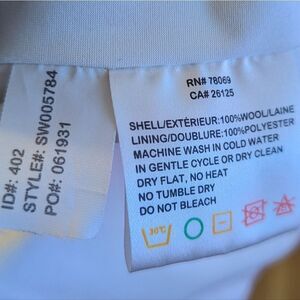 ID#: 402
STYLE#: SW005784
PO#: 061931
RN# 78069
CA# 26125
SHELL/EXTÉRIEUR:100%WOOL/LAINE
LINING/DOUBLURE:100%POLYESTER
MACHINE WASH IN COLD WATER
IN GENTLE CYCLE OR DRY CLEAN
DRY FLAT, NO HEAT
NO TUMBLE DRY
DO NOT BLEACH
30°C